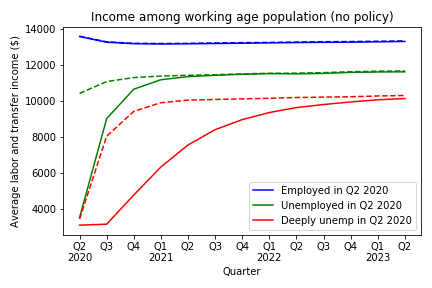 Income among working age population (no policy)
Average labor and transfer income ($)
14000
12000
10000
8000
6000
4000
Employed in Q2 2020
Unemployed in Q2 2020
Deeply unemp in Q2 2020
Q2 Q3 Q4 Q1 Q2 Q3 Q4 Q1 Q2 Q3 Q4 Q1 Q2
2020 2021 2022 2023
Quarter